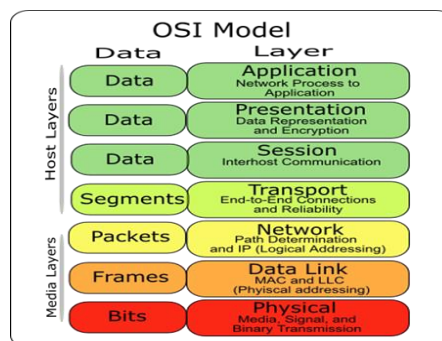 OSI Model
Data Layer
Host Layers
Data Application
Network Process to
Application
Data Presentation
Data Representation
and Encryption
Data Session
Interhost Communication
Segments Transport
End-to-End Connections
and Reliability
Media Layers
Packets Network
Path Determination
and IP (Logical Addressing)
Frames Data Link
MAC and LLC
(Phyiscal addressing)
Bits Physical
Media, Signal, and
Binary Transmission